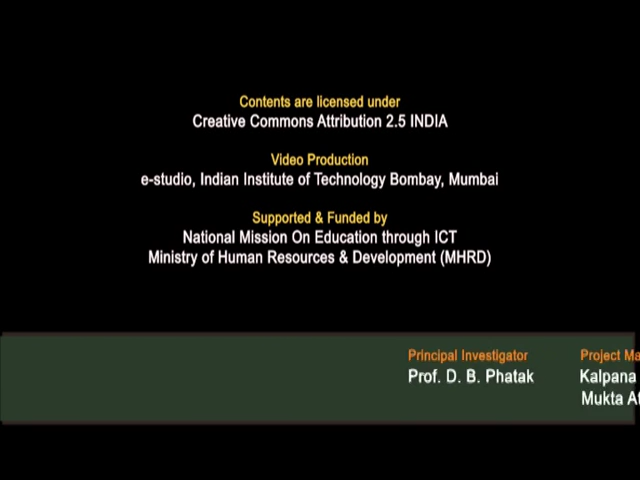 Contents are licensed under
Creative Commons Attribution 2.5 INDIA
Video Production
e-studio, Indian Institute of Technology Bombay, Mumbai
Supported & Funded by
National Mission On Education through ICT
Ministry of Human Resources & Development (MHRD)
Principal Investigator
Prof. D. B. Phatak
Project
Kalpana
Mukta